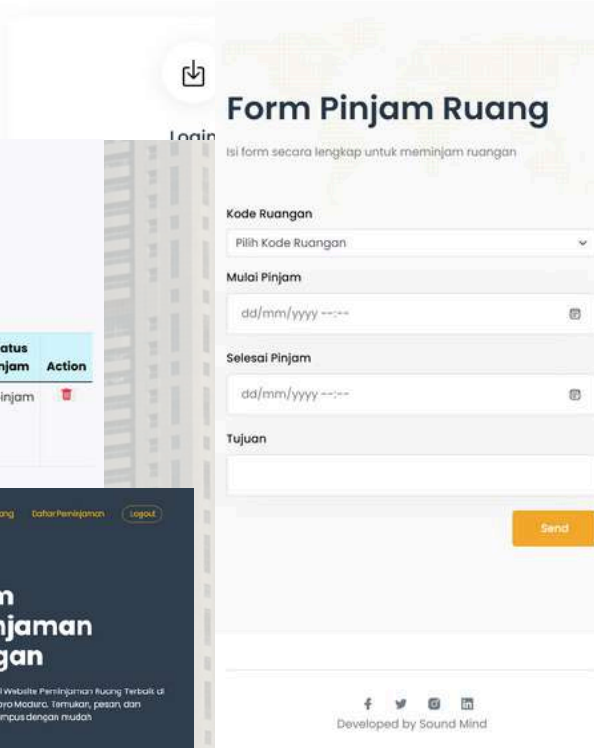 Login
Form Pinjam Ruang
Isi form secara lengkap untuk meminjam ruangan
Kode Ruangan
Pilih Kode Ruangan
Mulai Pinjam
dd/mm/yyyy --:--
Selesai Pinjam
dd/mm/yyyy --:--
Tujuan
Send
Developed by Sound Mind
atus
njam Action
injam
ang Daftar Peminjaman Logout
m
njaman
gan
l Website Peminjaman Ruang Terbaik di
oyo Madura. Temukan, pesan, dan
mpus dengan mudah